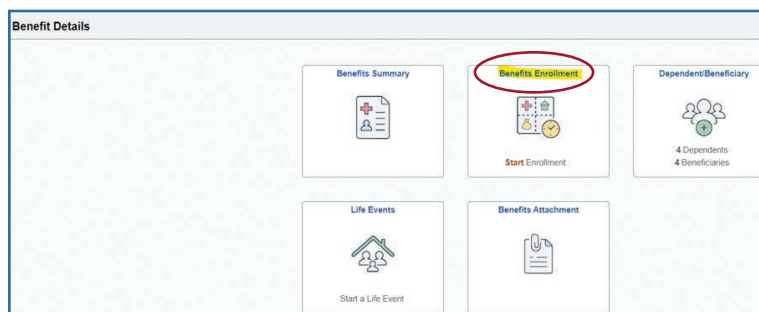 Benefit Details
Benefits Summary
Benefits Enrollment
Start Enrollment
Dependent/Beneficiary
4 Dependents
4 Beneficiaries
Life Events
Start a Life Event
Benefits Attachment